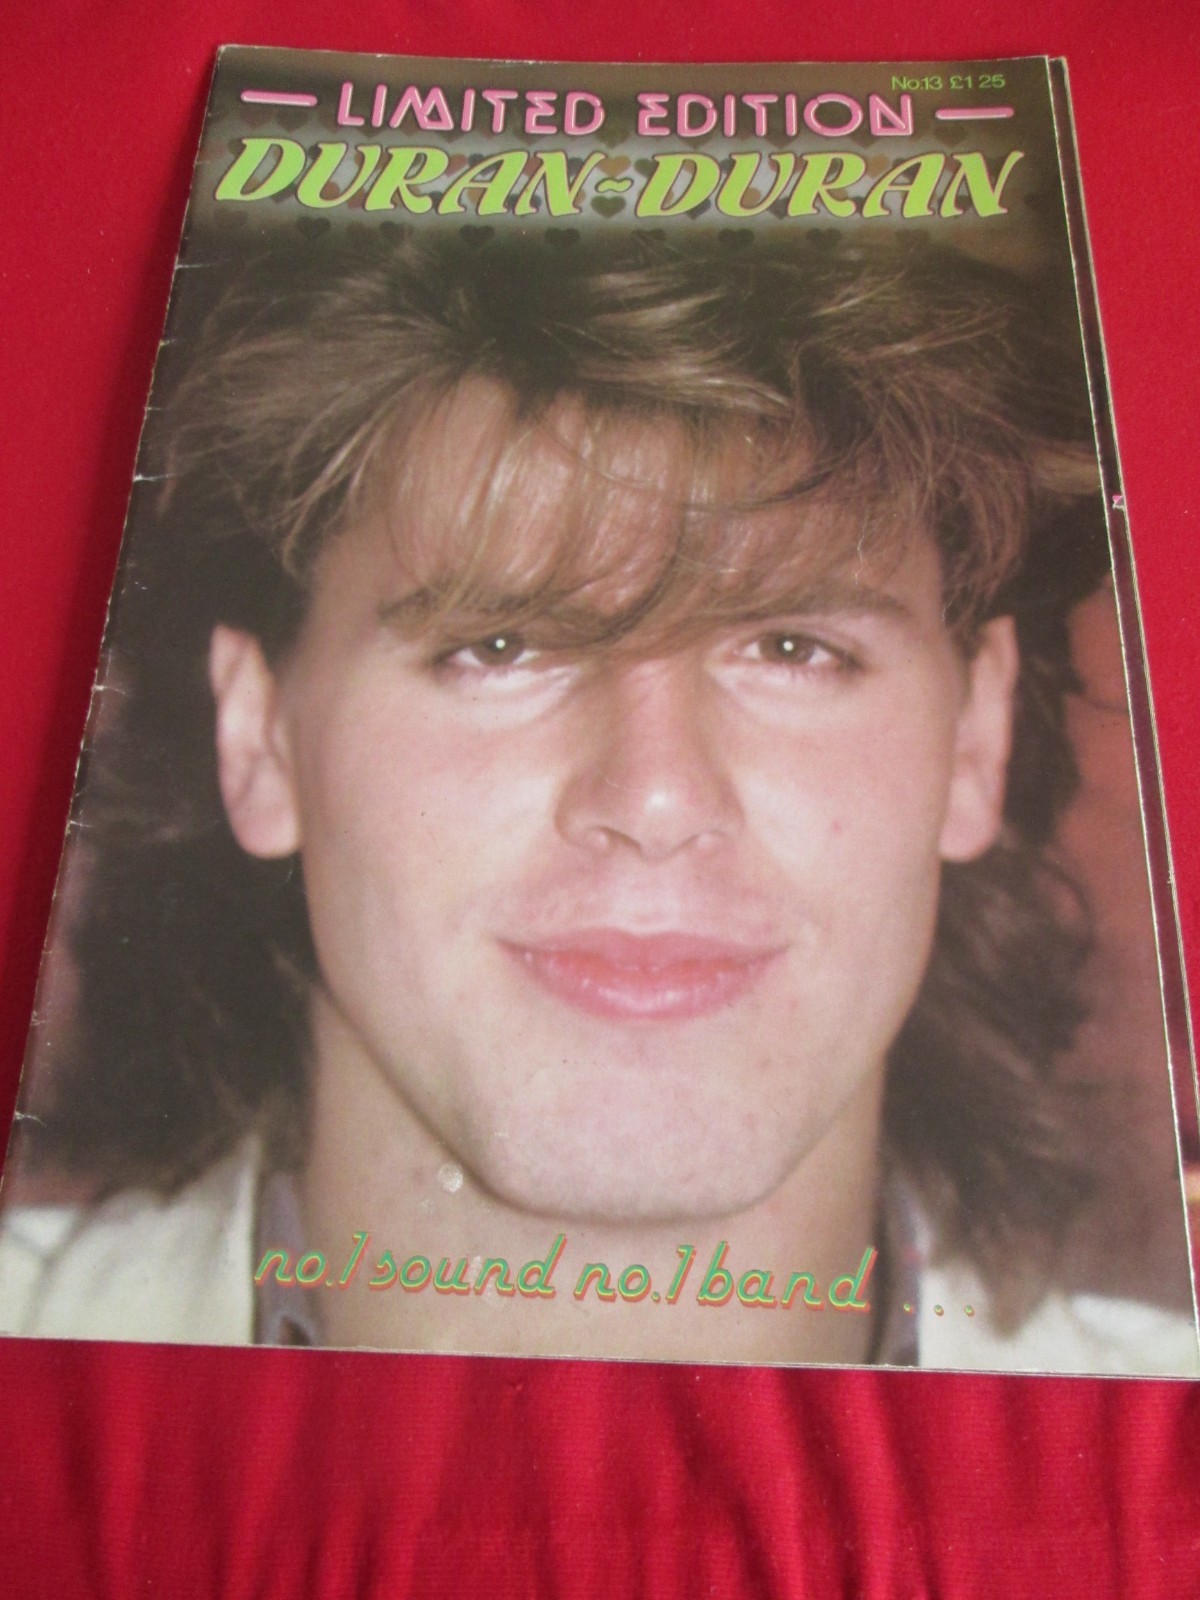 No.13 £1 25
LIMITED EDITION
DURAN~DURAN
no.1 sound no.1 band ...